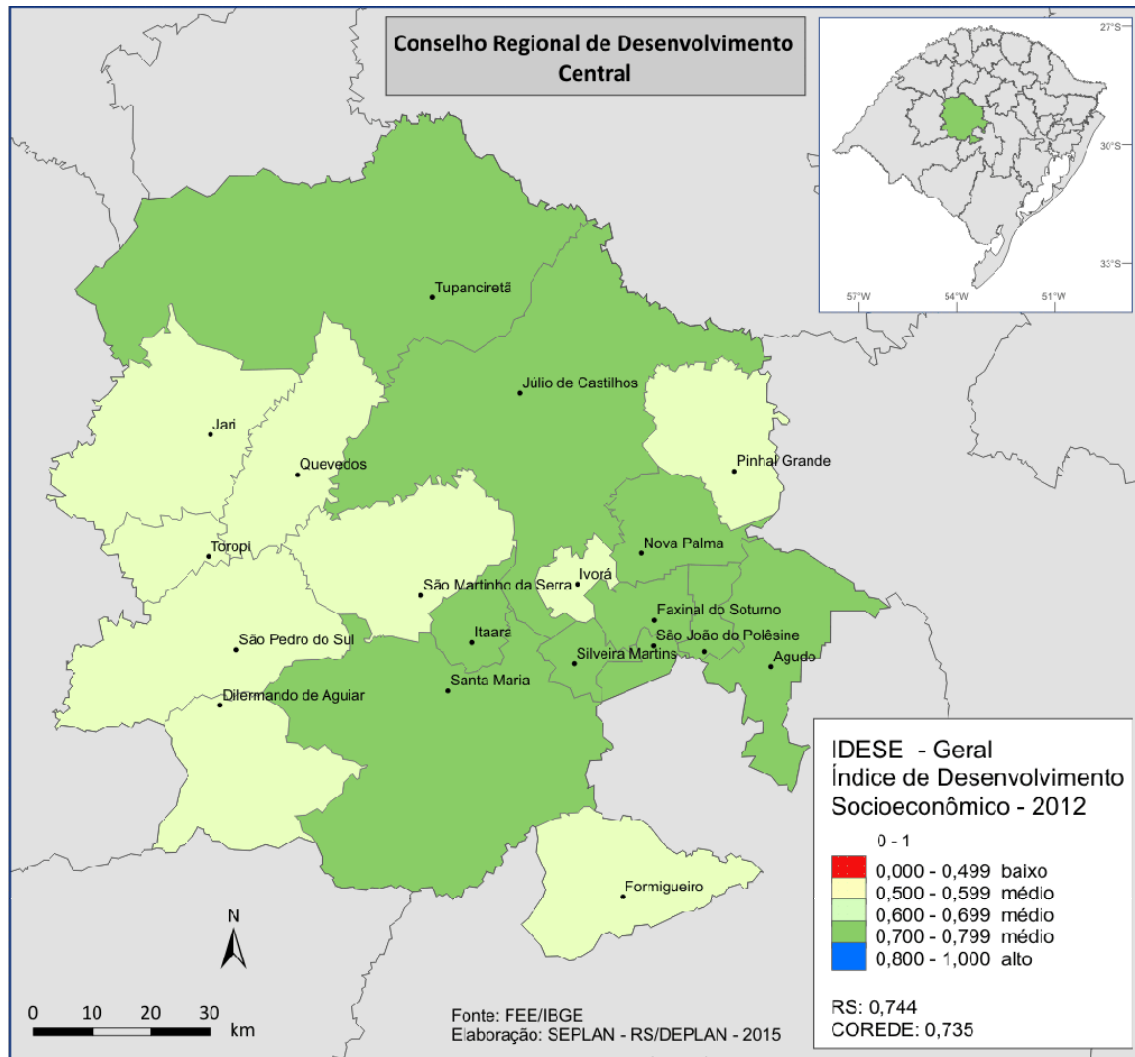 Conselho Regional de Desenvolvimento
Central
27°S
30°S
33°S
57°W
54°W
51°W
Tupanciretã
Júlio de Castilhos
Jari
Quevedos
Pinhal Grande
Toropi
Nova Palma
Ivorá
São Martinho da Serra
Faxinal do Soturno
São João do Polêsine
Itaara
São Pedro do Sul
Silveira Martins
Agudo
Santa Maria
Dilermando de Aguiar
Formigueiro
IDESE - Geral
Índice de Desenvolvimento
Socioeconômico - 2012
0 - 1
0,000 - 0,499 baixo
0,500 - 0,599 médio
0,600 - 0,699 médio
0,700 - 0,799 médio
0,800 - 1,000 alto
RS: 0,744
COREDE: 0,735
N
0 10 20 30
km
Fonte: FEE/IBGE
Elaboração: SEPLAN - RS/DEPLAN - 2015